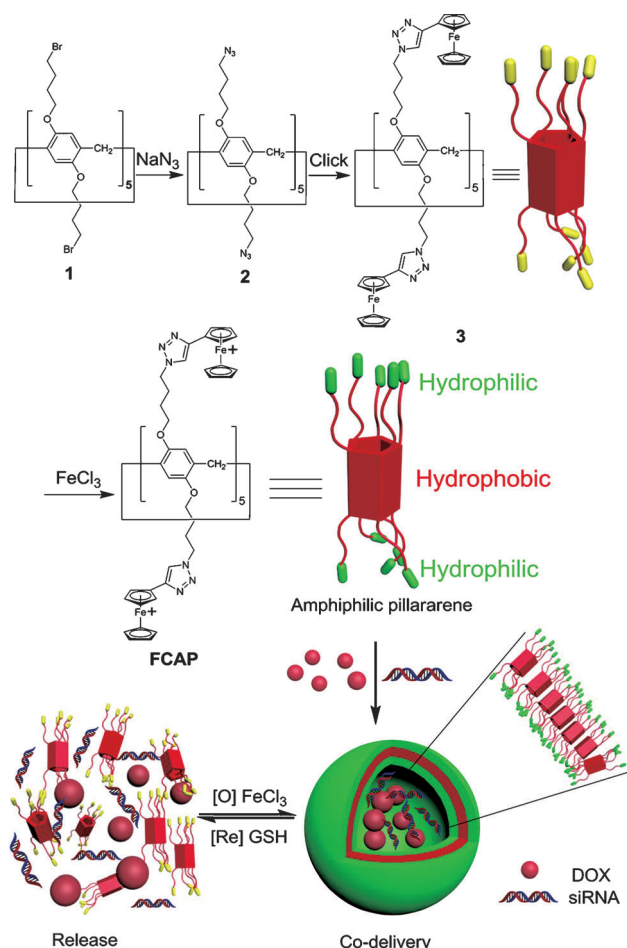 Br
O
CH2
5
O
Br
1
NaN3
N3
O
CH2
5
O
N3
2
Click
N=N
N
Fe
O
CH2
5
O
N
N
N
Fe
3
FeCl3
N=N
N
Fe+
O
CH2
5
O
N
N
N
Fe+
FCAP
Hydrophilic
Hydrophobic
Hydrophilic
Amphiphilic pillararene
[O] FeCl3
[Re] GSH
Release
Co-delivery
DOX
siRNA